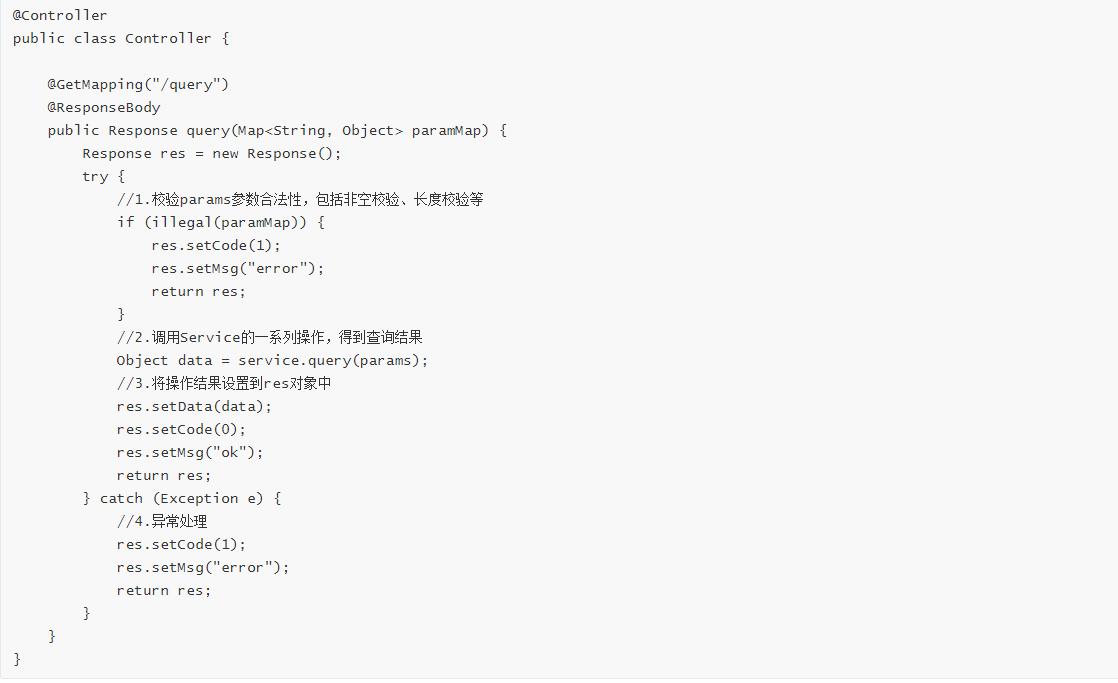 @Controller
public class Controller {
    @GetMapping("/query")
    @ResponseBody
    public Response query(Map<String, Object> paramMap) {
        Response res = new Response();
        try {
            //1.校验params参数合法性，包括非空校验、长度校验等
            if (illegal(paramMap)) {
                res.setCode(1);
                res.setMsg("error");
                return res;
            }
            //2.调用Service的一系列操作，得到查询结果
            Object data = service.query(params);
            //3.将操作结果设置到res对象中
            res.setData(data);
            res.setCode(0);
            res.setMsg("ok");
            return res;
        } catch (Exception e) {
            //4.异常处理
            res.setCode(1);
            res.setMsg("error");
            return res;
        }
    }
}